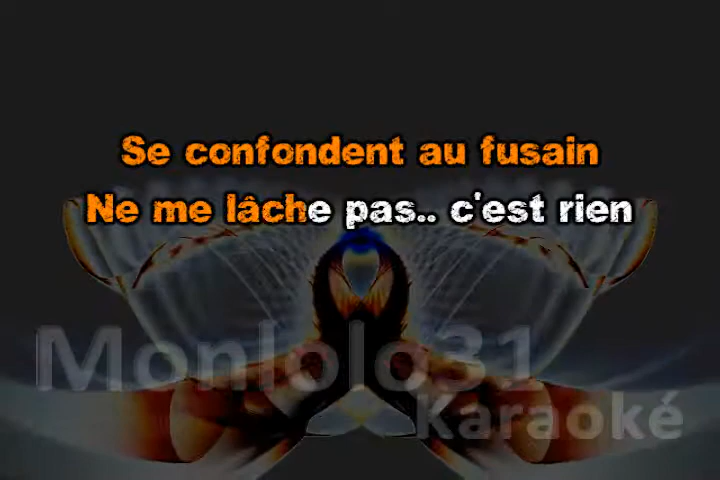 Se confondent au fusain
Ne me lâche pas.. c'est rien
Monlolo31
Karaoké